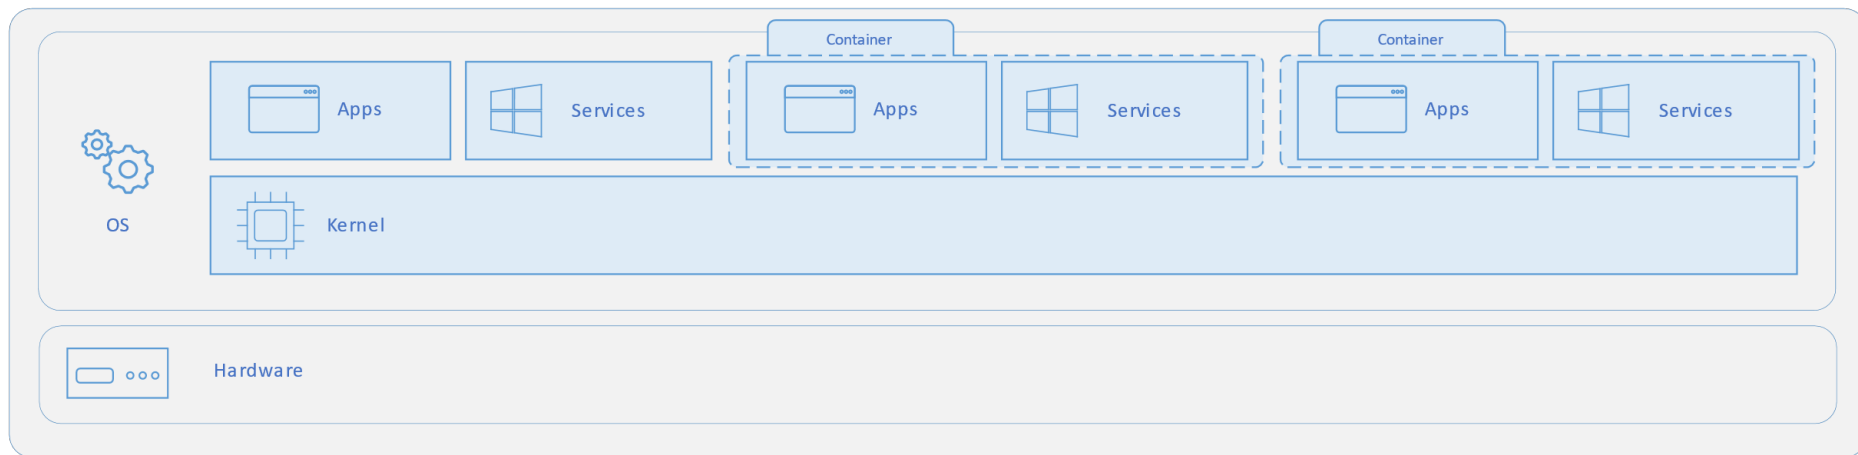 Container
Container
Apps
Services
Apps
Services
Apps
Services
OS
Kernel
Hardware